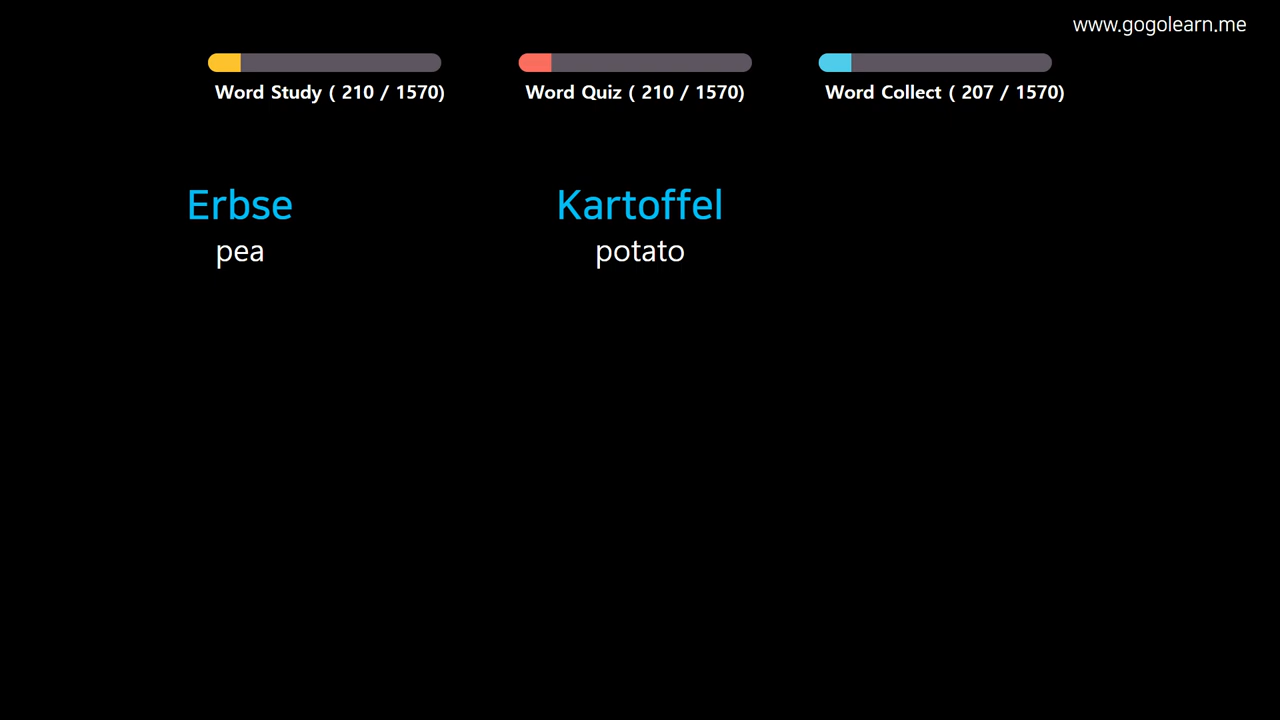 www.gogolearn.me
Word Study ( 210 / 1570)
Word Quiz ( 210 / 1570)
Word Collect ( 207 / 1570)
Erbse
pea
Kartoffel
potato